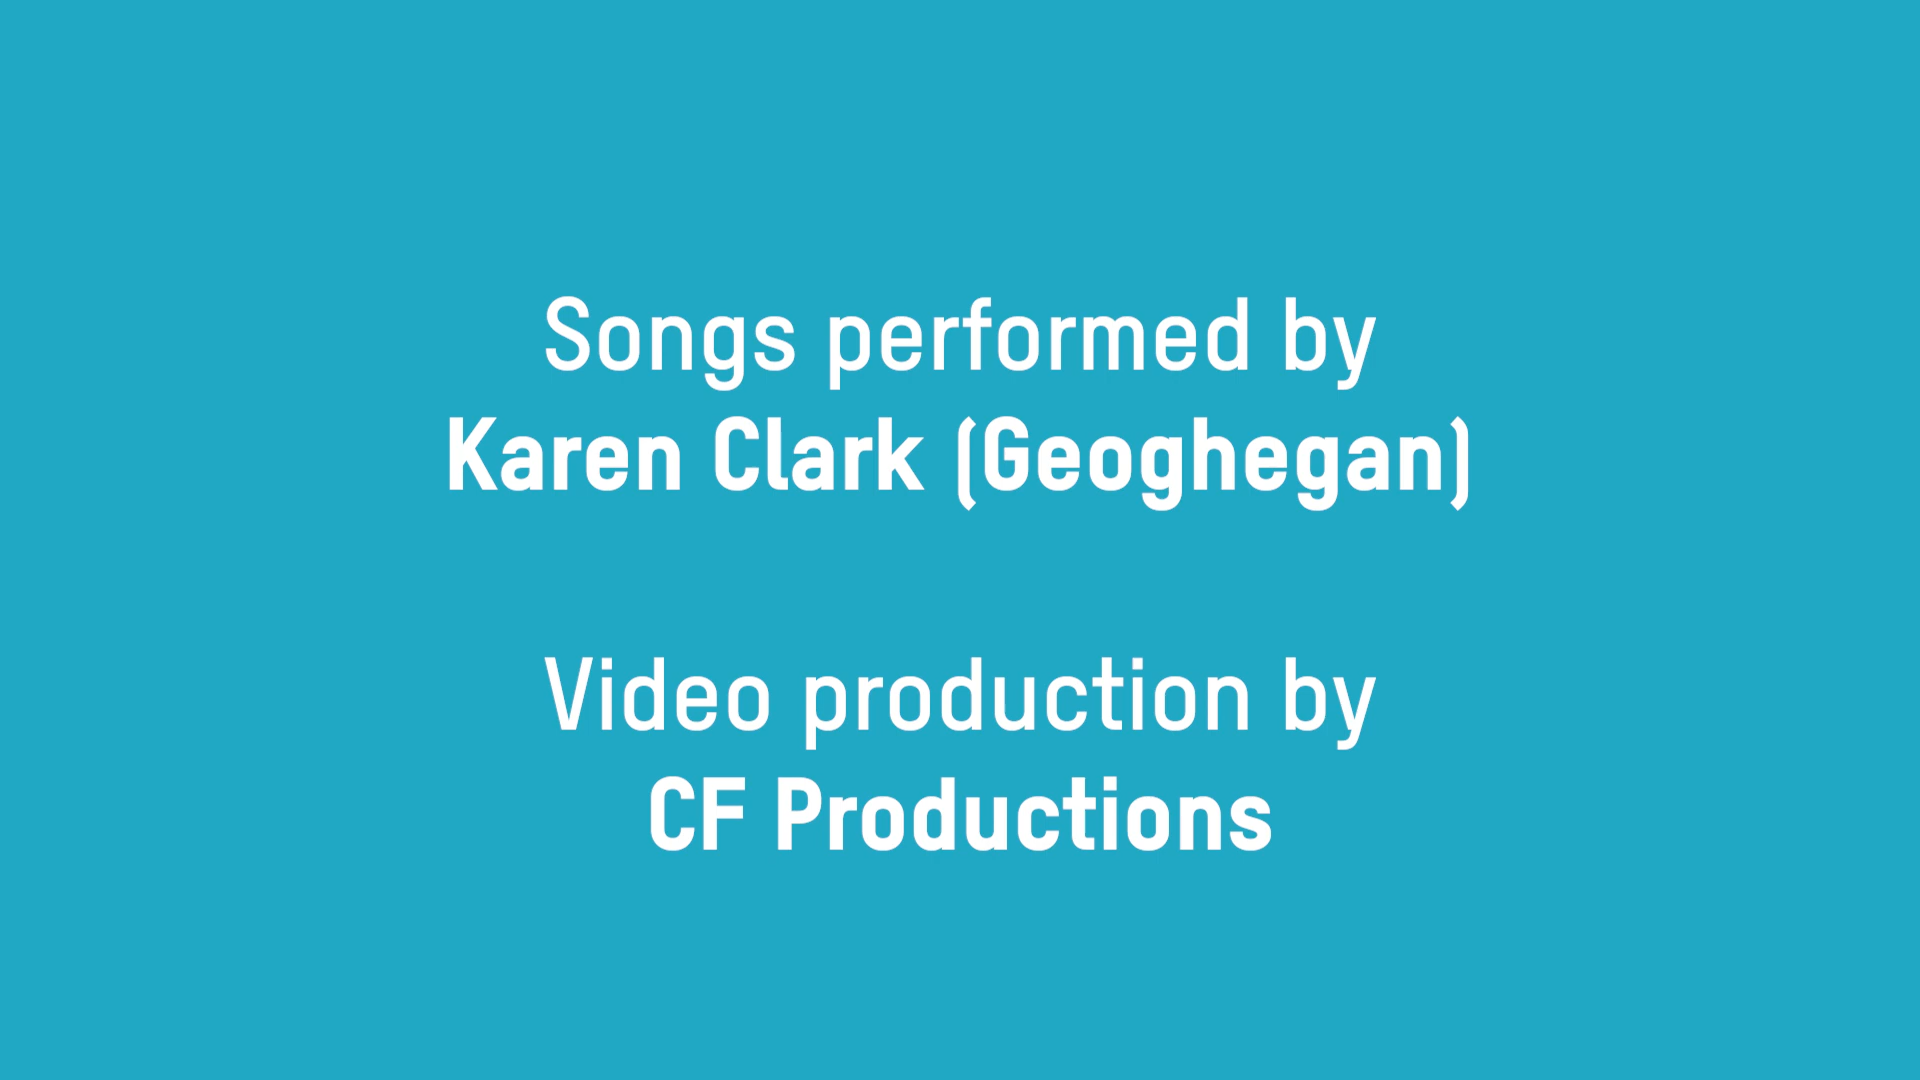 Songs performed by
Karen Clark (Geoghegan)
Video production by
CF Productions